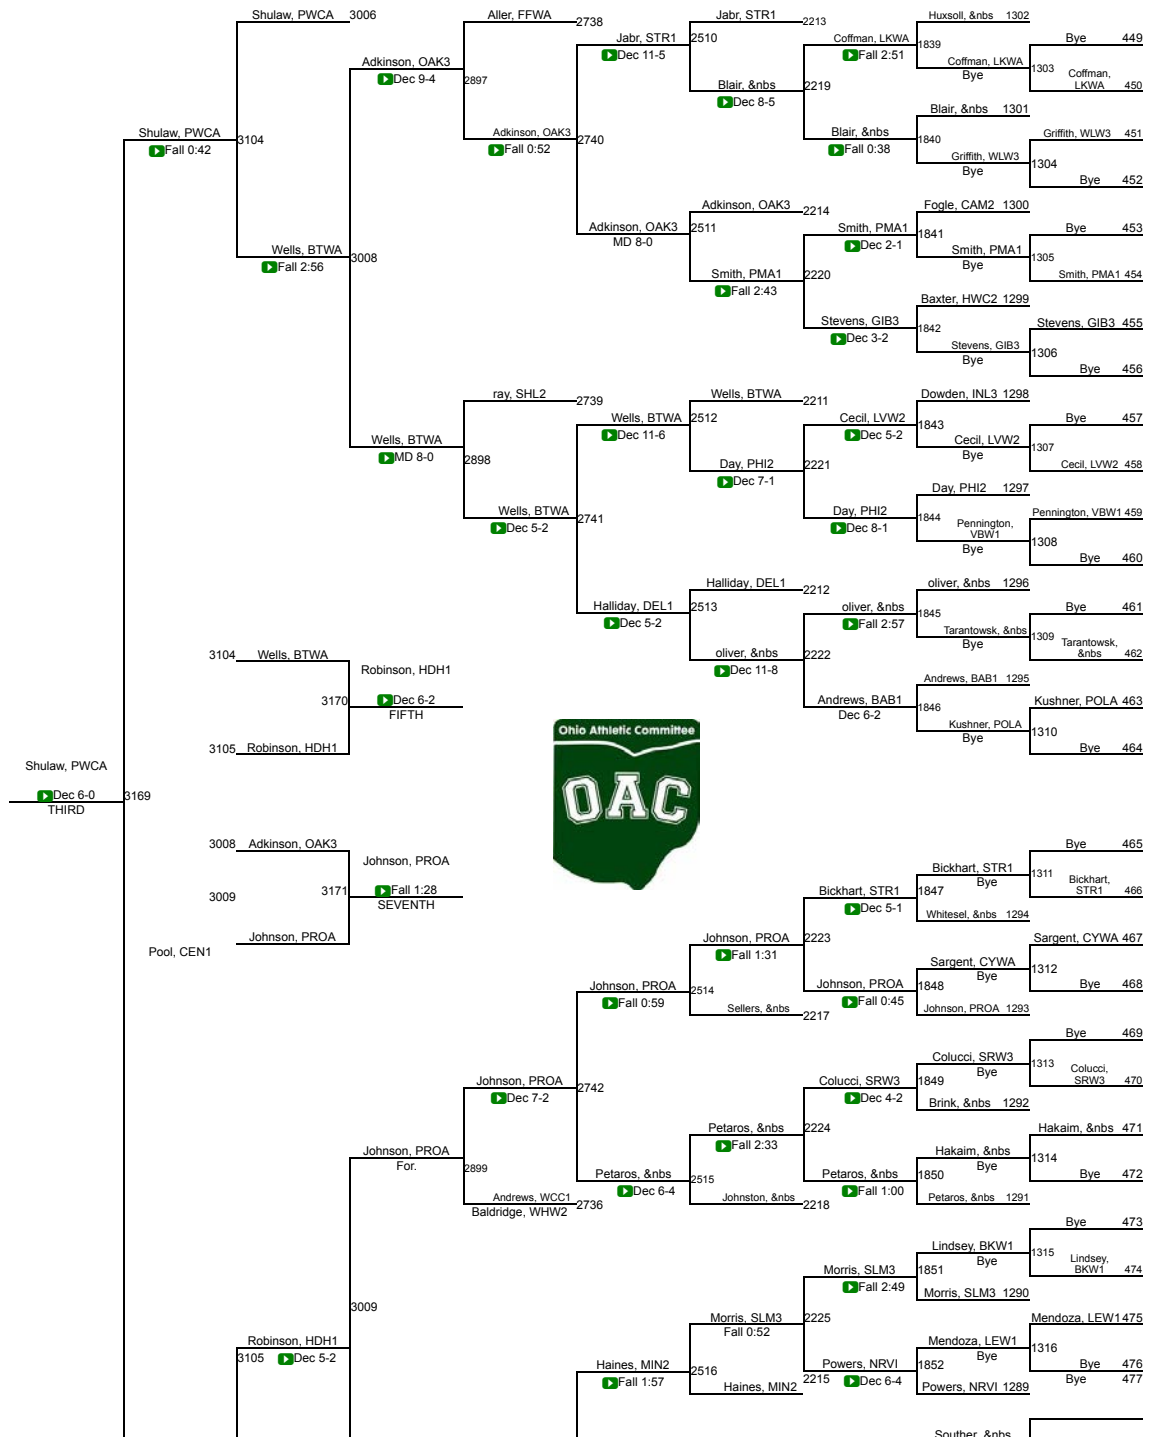 Shulaw, PWCA 3006
Aller, FFWA 2738
Jabr, STR1 2213
Huxsoll, &nbs 1302
Jabr, STR1 2510
Dec 11-5
Coffman, LKWA 1839
Fall 2:51
Bye 449
Adkinson, OAK3 2897
Dec 9-4
Coffman, LKWA 1303
Bye
Coffman,
LKWA 450
Blair, &nbs 2219
Dec 8-5
Blair, &nbs 1301
Shulaw, PWCA 3104
Fall 0:42
Adkinson, OAK3 2740
Fall 0:52
Blair, &nbs 1840
Fall 0:38
Griffith, WLW3 451
Griffith, WLW3 1304
Bye
Bye 452
Adkinson, OAK3 2214
Fogle, CAM2 1300
Adkinson, OAK3 2511
MD 8-0
Smith, PMA1 1841
Dec 2-1
Bye 453
Wells, BTWA 3008
Fall 2:56
Smith, PMA1 1305
Bye
Smith, PMA1 2220
Fall 2:43
Smith, PMA1 454
Baxter, HWC2 1299
Stevens, GIB3 1842
Dec 3-2
Stevens, GIB3 455
Stevens, GIB3 1306
Bye
Bye 456
ray, SHL2 2739
Wells, BTWA 2211
Dowden, INL3 1298
Wells, BTWA 2512
Dec 11-6
Cecil, LVW2 1843
Dec 5-2
Bye 457
Wells, BTWA 2898
MD 8-0
Cecil, LVW2 1307
Bye
Day, PHI2 2221
Dec 7-1
Cecil, LVW2 458
Day, PHI2 1297
Wells, BTWA 2741
Dec 5-2
Day, PHI2 1844
Dec 8-1
Pennington, VBW1 459
Pennington,
VBW1 1308
Bye
Bye 460
Halliday, DEL1 2212
oliver, &nbs 1296
Halliday, DEL1 2513
Dec 5-2
oliver, &nbs 1845
Fall 2:57
Bye 461
Tarantowsk, &nbs 1309
Bye
Tarantowsk,
&nbs 462
3104 Wells, BTWA
oliver, &nbs 2222
Dec 11-8
Robinson, HDH1
Andrews, BAB1 1295
3170 Dec 6-2
FIFTH
Andrews, BAB1 1846
Dec 6-2
Kushner, POLA 463
Kushner, POLA 1310
Bye
Ohio Athletic Committee
OAC
3105 Robinson, HDH1
Bye 464
Shulaw, PWCA
Dec 6-0 3169
THIRD
3008 Adkinson, OAK3
Bye 465
Johnson, PROA
Bickhart, STR1 1311
Bye
Bickhart,
STR1 466
3009 3171 Fall 1:28
SEVENTH
Bickhart, STR1 1847
Dec 5-1
Whitesel, &nbs 1294
Johnson, PROA
Pool, CEN1
Johnson, PROA 2223
Fall 1:31
Sargent, CYWA 467
Sargent, CYWA 1312
Bye
Johnson, PROA 2514
Fall 0:59
Johnson, PROA 1848
Fall 0:45
Bye 468
Sellers, &nbs 2217
Johnson, PROA 1293
Bye 469
Colucci, SRW3 1313
Bye
Colucci,
SRW3 470
Johnson, PROA 2742
Dec 7-2
Colucci, SRW3 1849
Dec 4-2
Brink, &nbs 1292
Petaros, &nbs 2224
Fall 2:33
Hakaim, &nbs 471
Johnson, PROA 2899
For.
Hakaim, &nbs 1314
Bye
Petaros, &nbs 2515
Dec 6-4
Petaros, &nbs 1850
Fall 1:00
Bye 472
Andrews, WCC1 2736
Baldridge, WHW2
Johnston, &nbs 2218
Petaros, &nbs 1291
Bye 473
Lindsey, BKW1 1315
Bye
Lindsey,
BKW1 474
Morris, SLM3 1851
Fall 2:49
Morris, SLM3 1290
3009
Morris, SLM3 2225
Fall 0:52
Mendoza, LEW1 475
Robinson, HDH1
3105 Dec 5-2
Mendoza, LEW1 1316
Bye
Haines, MIN2 2516
Fall 1:57
Powers, NRVI 1852
2215 Dec 6-4
Bye 476
Bye 477
Haines, MIN2
Powers, NRVI 1289
Souther, &nbs